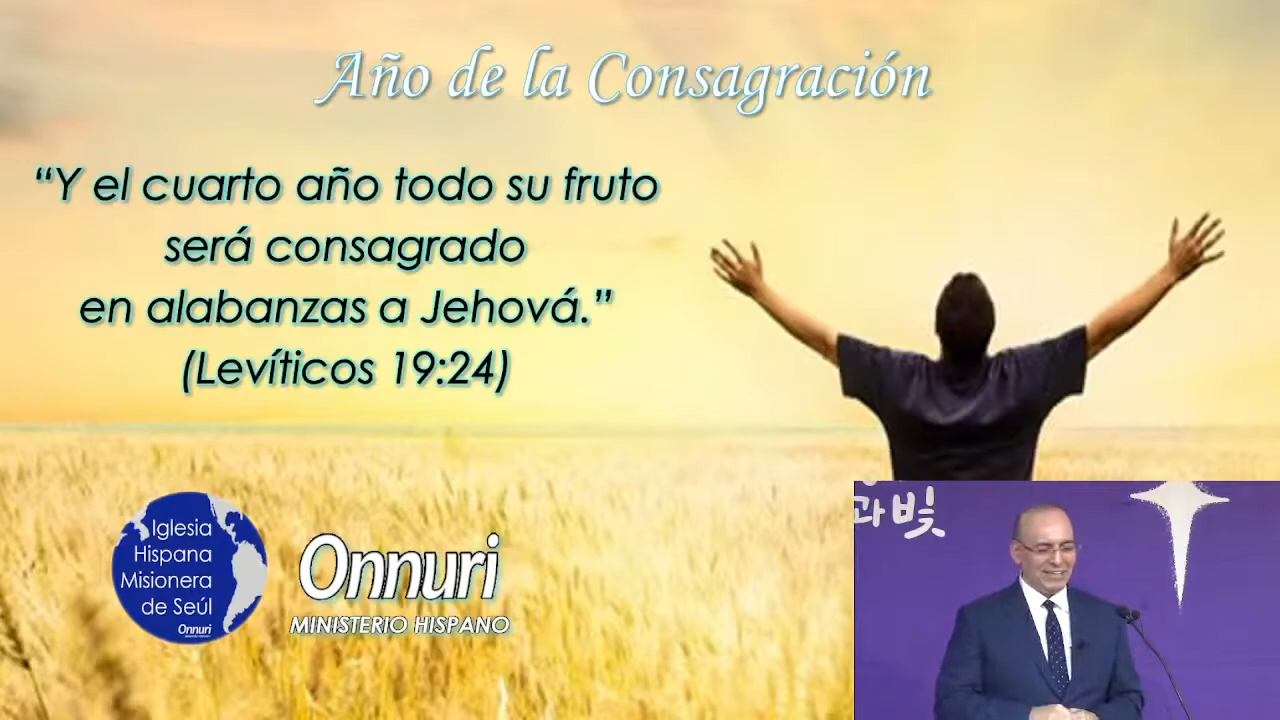 Año de la Consagración
“Y el cuarto año todo su fruto
será consagrado
en alabanzas a Jehová.”
(Levíticos 19:24)
Iglesia
Hispana
Misionera
de Seúl
Onnuri
Onnuri
MINISTERIO HISPANO
과 빛